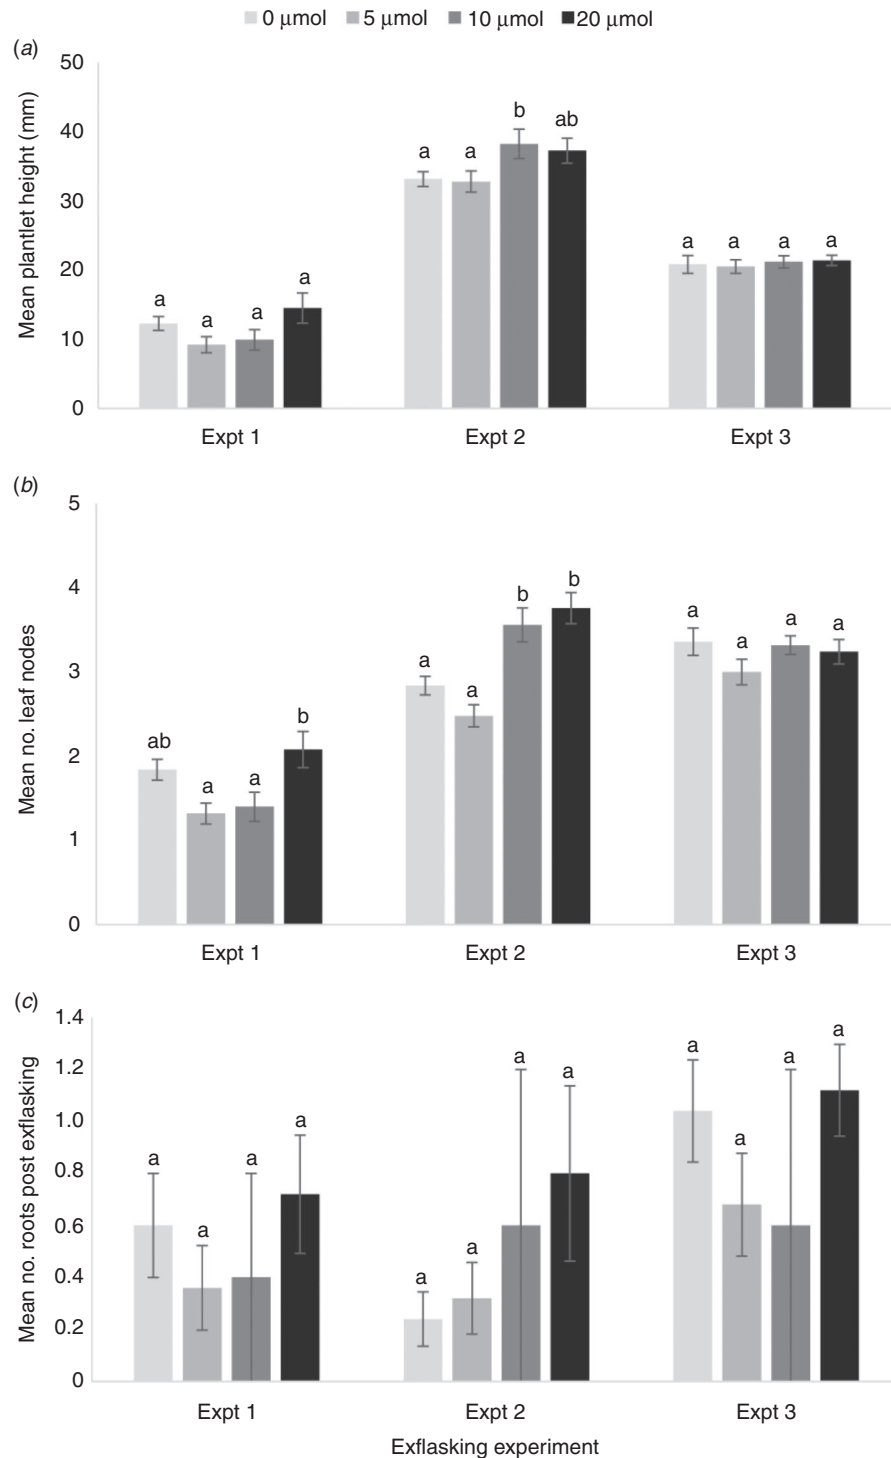 0 μmol 5 μmol 10 μmol 20 μmol
(a)
Mean plantlet height (mm)
50
40
30
20
10
0
a a a a
a a b ab
a a a a
Expt 1 Expt 2 Expt 3
(b)
Mean no. leaf nodes
5
4
3
2
1
0
ab a a b
a a b b
a a a a
Expt 1 Expt 2 Expt 3
(c)
Mean no. roots post exflasking
1.4
1.2
1.0
0.8
0.6
0.4
0.2
0
a a a a
a a a a
a a a a
Expt 1 Expt 2 Expt 3
Exflasking experiment